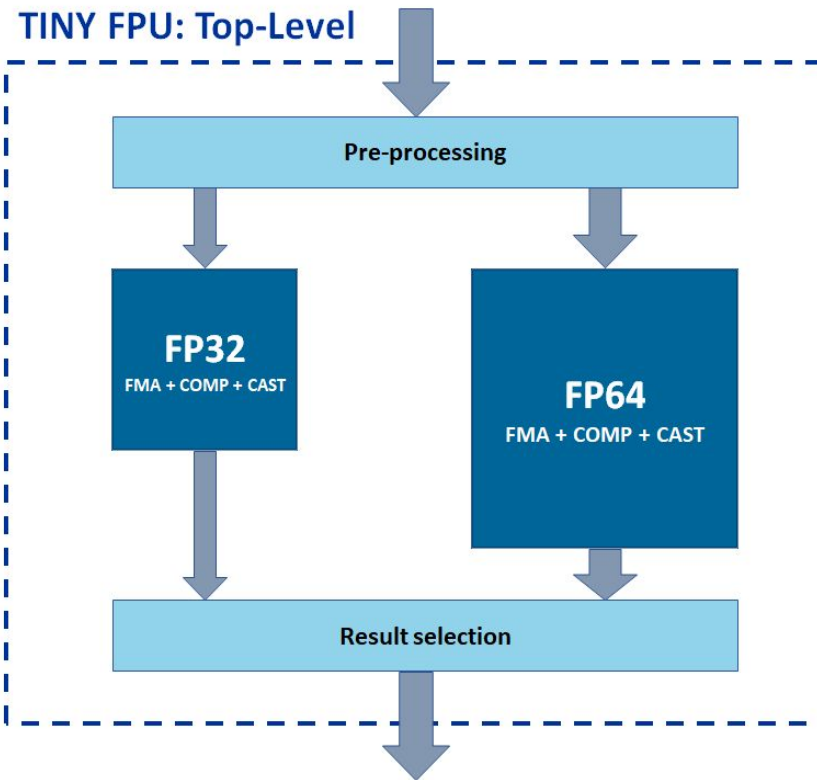 TINY FPU: Top-Level
Pre-processing
FP32
FMA + COMP + CAST
FP64
FMA + COMP + CAST
Result selection